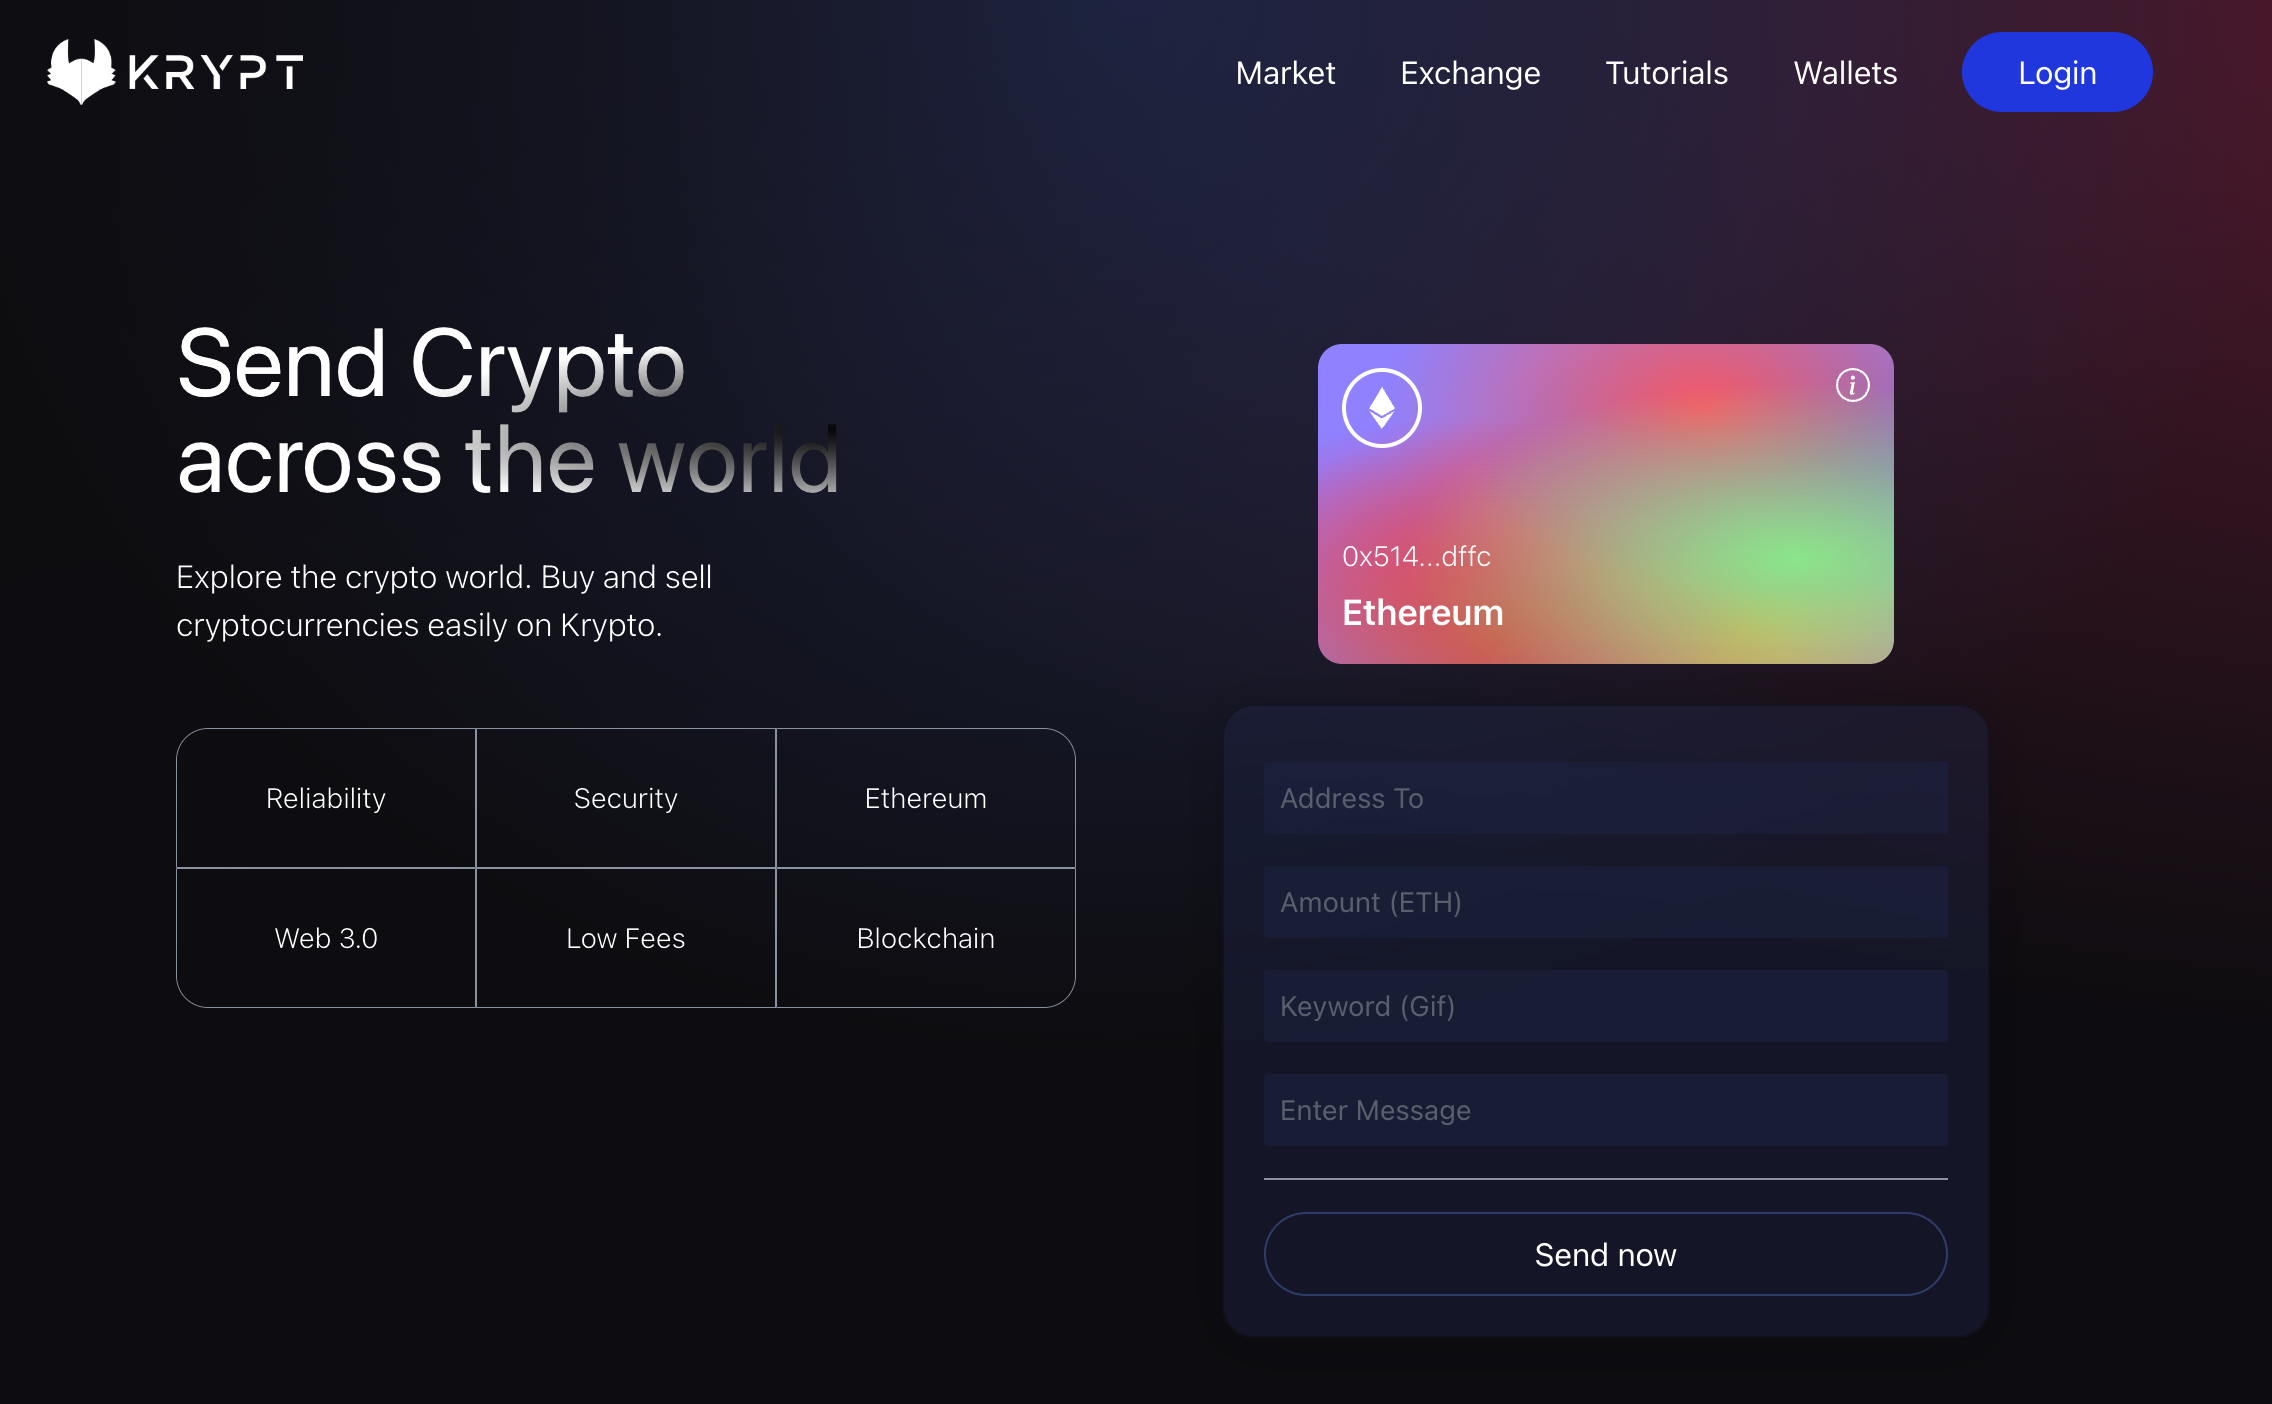 KRYPT
Market
Exchange
Tutorials
Wallets
Login
Send Crypto
across the world
Explore the crypto world. Buy and sell
cryptocurrencies easily on Krypto.
Reliability
Security
Ethereum
Web 3.0
Low Fees
Blockchain
i
0x514...dffc
Ethereum
Address To
Amount (ETH)
Keyword (Gif)
Enter Message
Send now